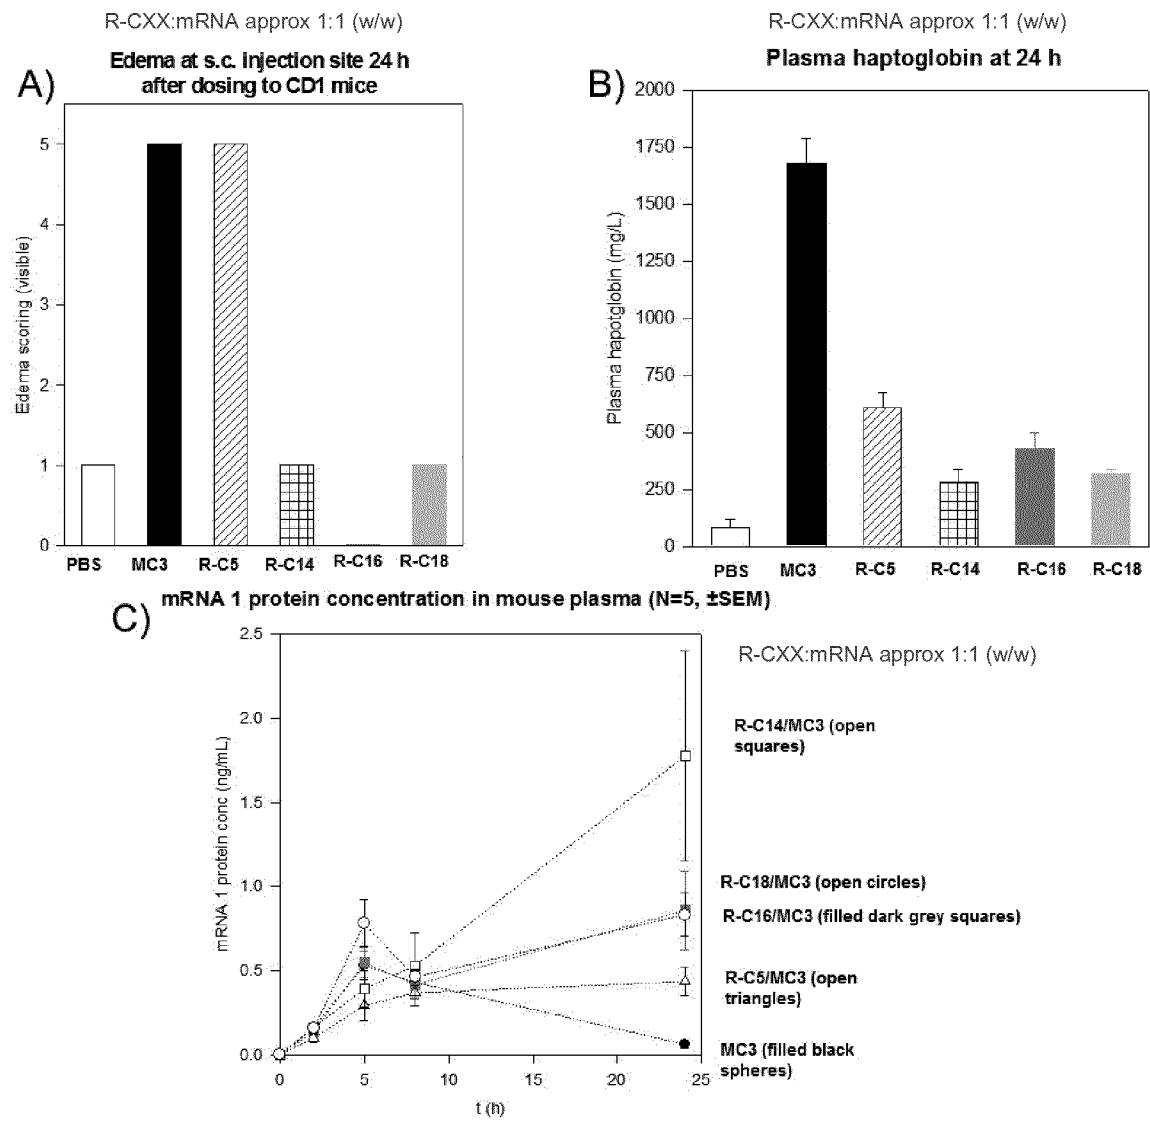 R-CXX:mRNA approx 1:1 (w/w)
A)
Edema at s.c. injection site 24 h
after dosing to CD1 mice
Edema scoring (visible)
5
4
3
2
1
0
PBS MC3 R-C5 R-C14 R-C16 R-C18
R-CXX:mRNA approx 1:1 (w/w)
B)
Plasma haptoglobin at 24 h
Plasma hapotglobin (mg/L)
2000
1750
1500
1250
1000
750
500
250
0
PBS MC3 R-C5 R-C14 R-C16 R-C18
C)
mRNA 1 protein concentration in mouse plasma (N=5, ±SEM)
mRNA 1 protein conc (ng/mL)
2.5
2.0
1.5
1.0
0.5
0.0
0 5 10 15 20 25
t (h)
R-CXX:mRNA approx 1:1 (w/w)
R-C14/MC3 (open
squares)
R-C18/MC3 (open circles)
R-C16/MC3 (filled dark grey squares)
R-C5/MC3 (open
triangles)
MC3 (filled black
spheres)